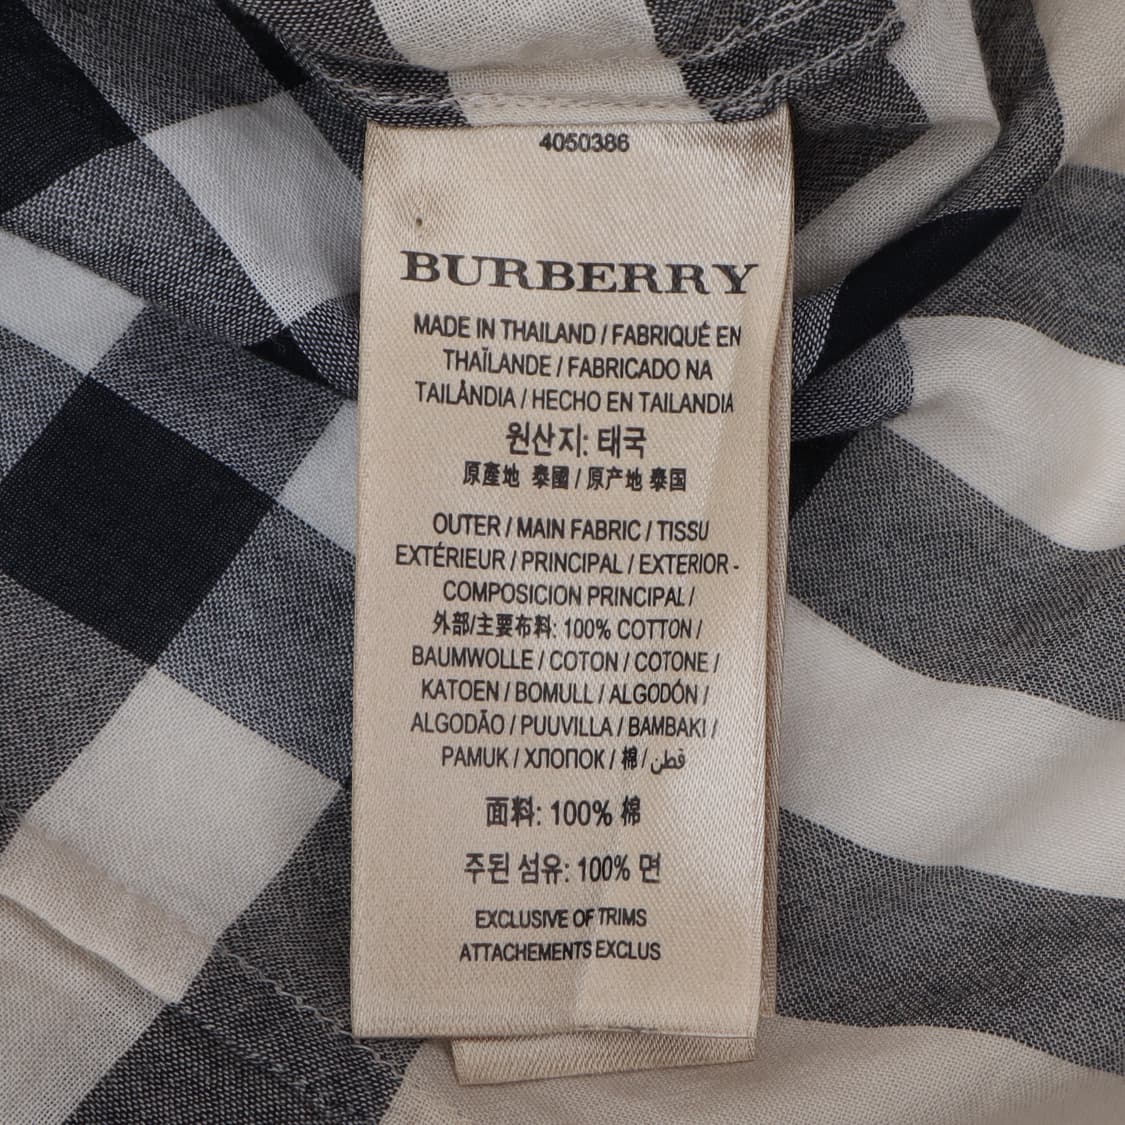 4050386
BURBERRY
MADE IN THAILAND / FABRIQUÉ EN
THAÏLANDE / FABRICADO NA
TAILÂNDIA / HECHO EN TAILANDIA
원산지: 태국
原產地 泰國 / 原产地 泰国
OUTER / MAIN FABRIC / TISSU
EXTÉRIEUR / PRINCIPAL / EXTERIOR -
COMPOSICION PRINCIPAL /
外部/主要布料: 100% COTTON /
BAUMWOLLE / COTON / COTONE /
KATOEN / BOMULL / ALGODÓN /
ALGODÃO / PUUVILLA / BAMBAKI /
PAMUK / ХЛОПОК / 棉 / قطن
面料: 100% 棉
주된 섬유: 100% 면
EXCLUSIVE OF TRIMS
ATTACHEMENTS EXCLUS